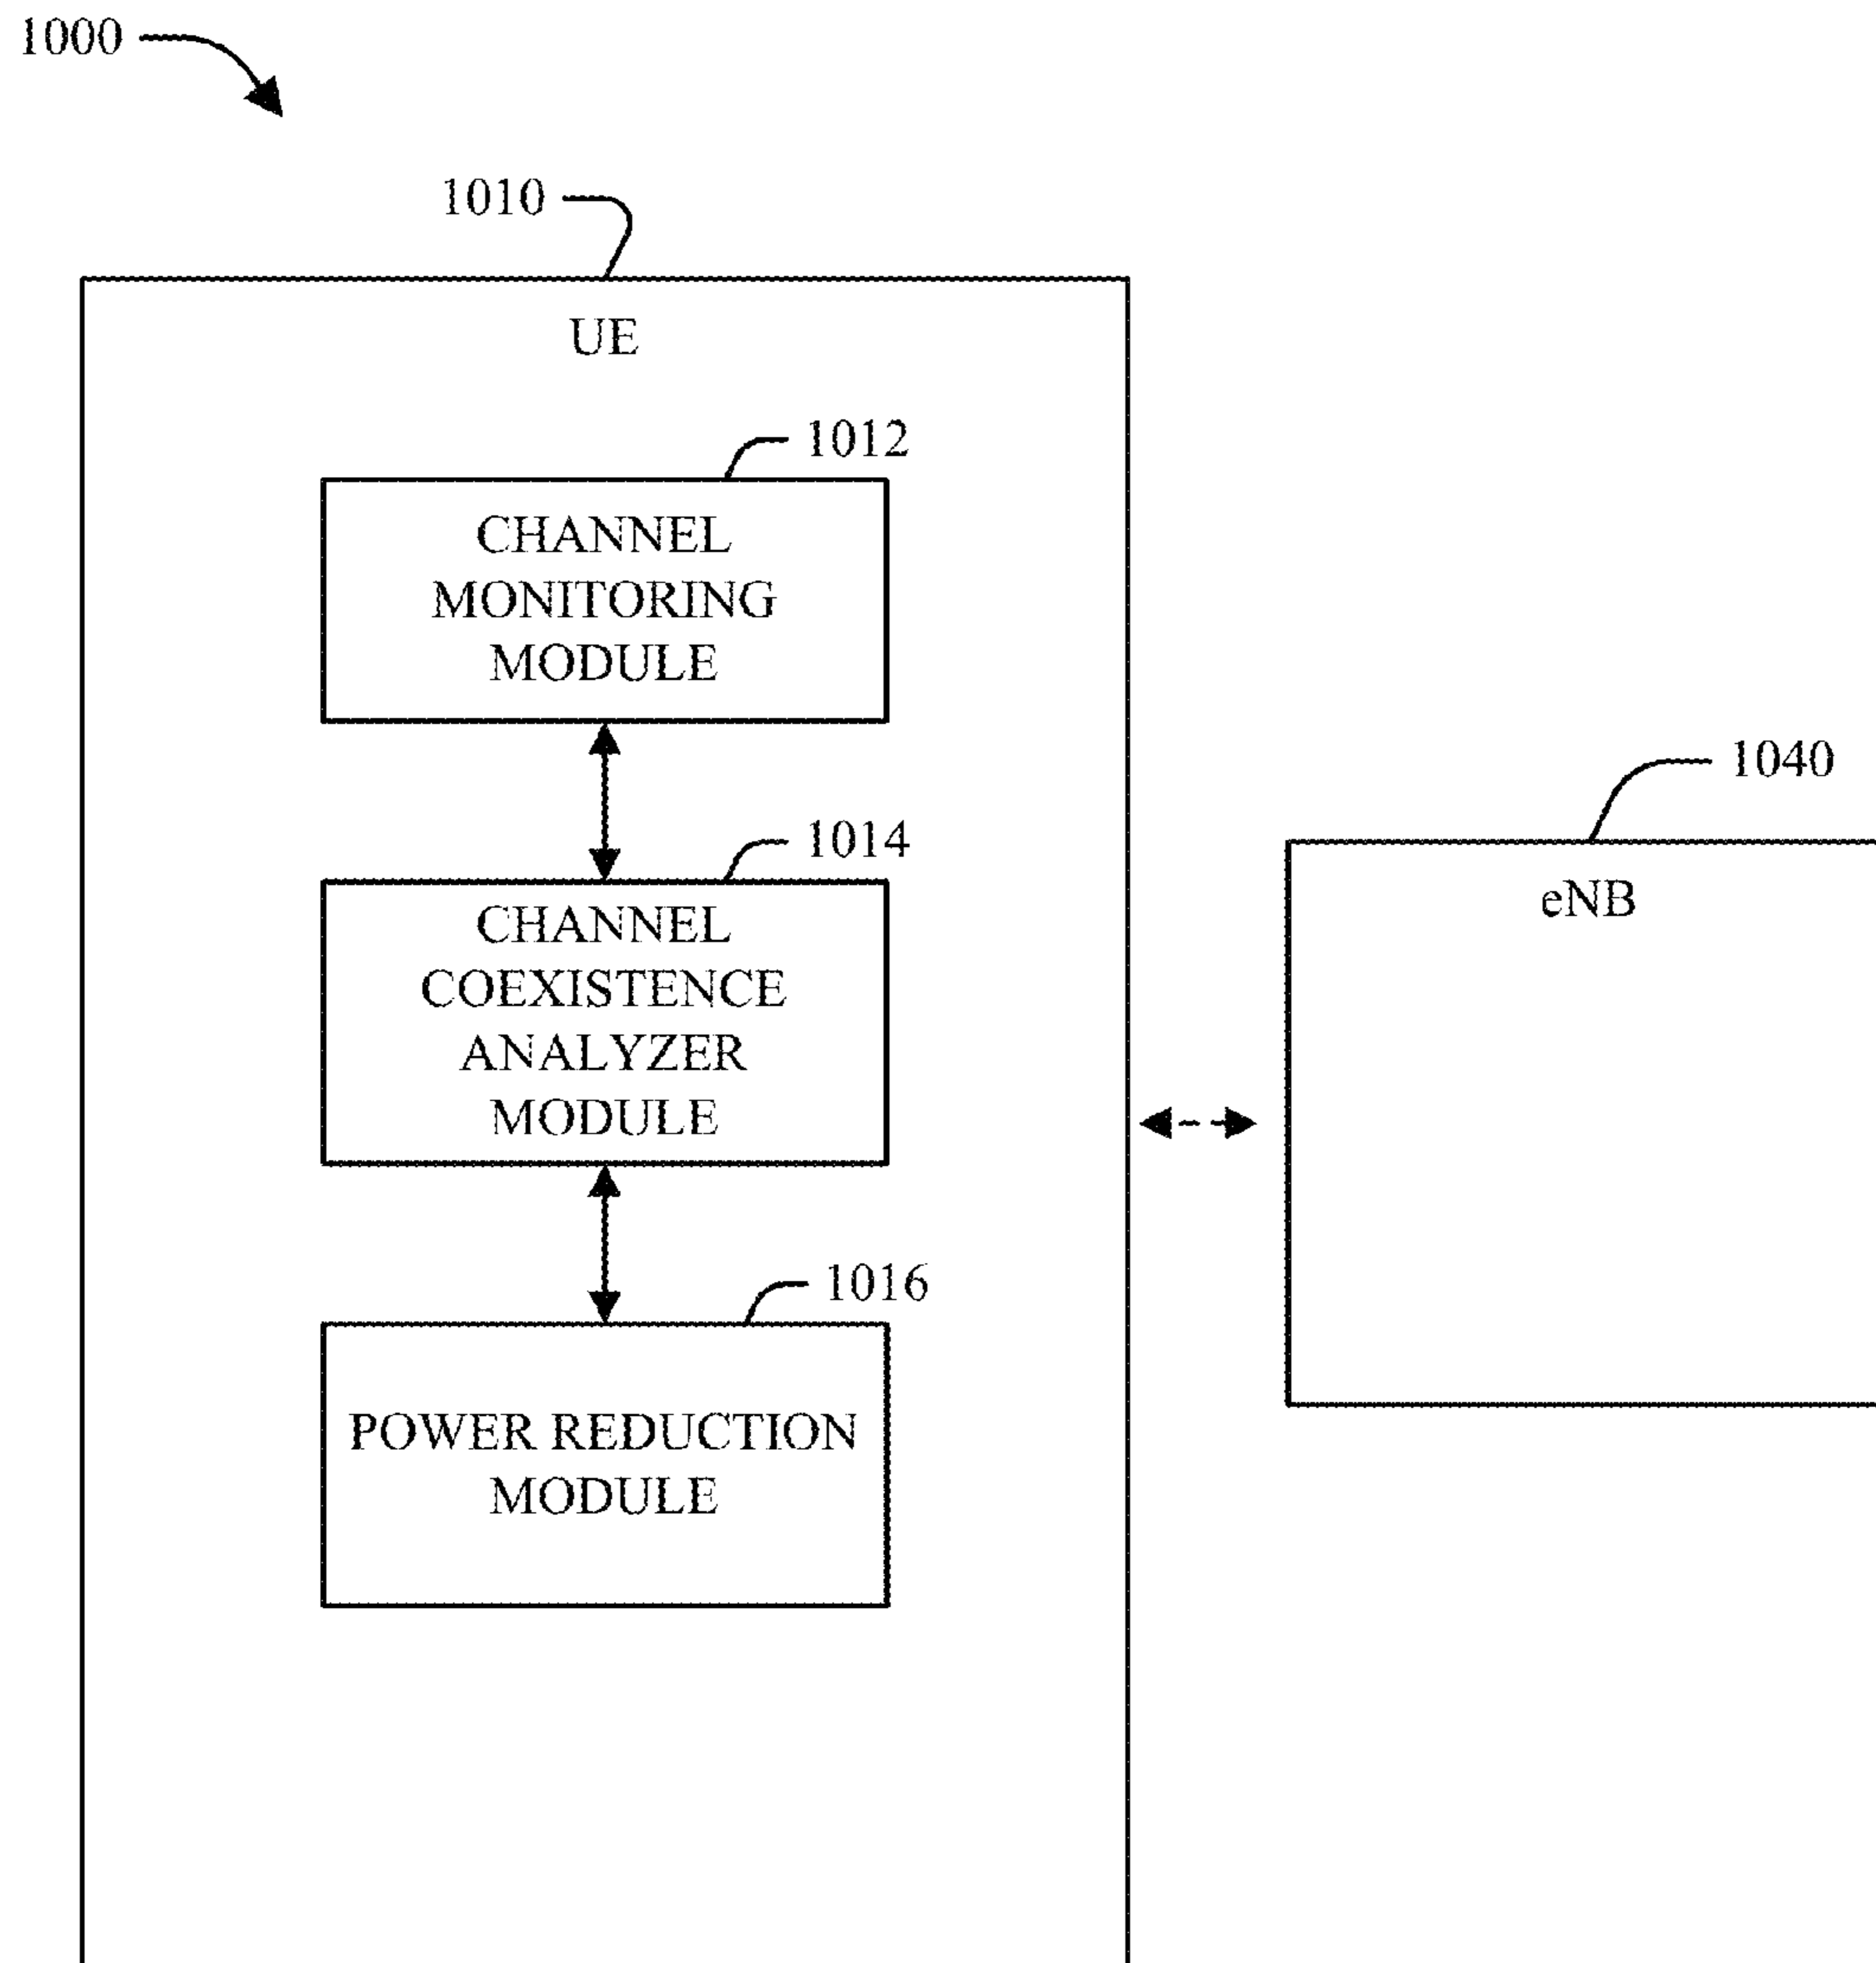 1000
1010
UE
1012
CHANNEL
MONITORING
MODULE
1040
1014
CHANNEL
COEXISTENCE
ANALYZER
MODULE
eNB
1016
POWER REDUCTION
MODULE